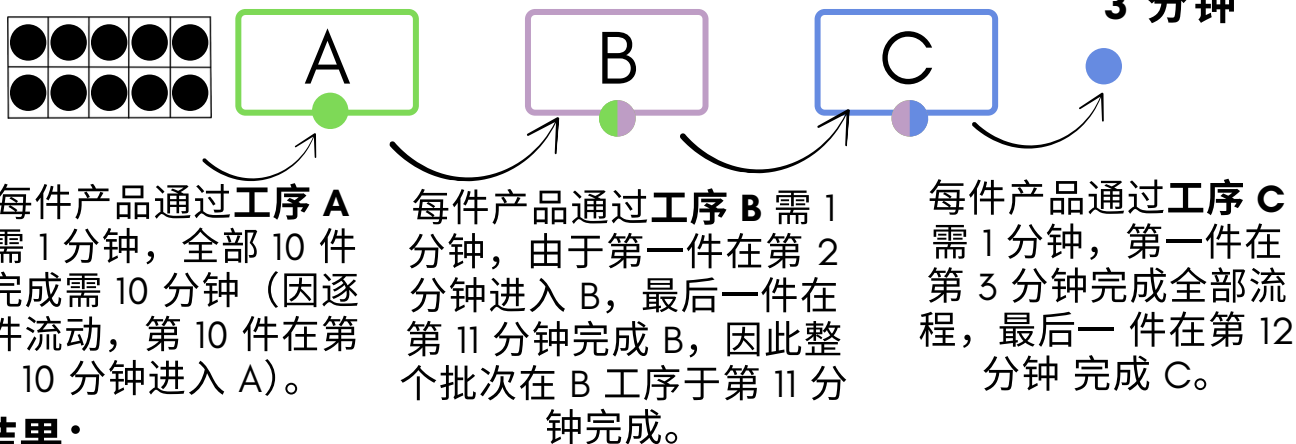 3 分钟
A
B
C
每件产品通过工序 A
需 1 分钟，全部 10 件
完成需 10 分钟（因逐
件流动，第 10 件在第
10 分钟进入 A）。
每件产品通过工序 B 需 1
分钟，由于第一件在第 2
分钟进入 B，最后一件在
第 11 分钟完成 B，因此整
个批次在 B 工序于第 11 分
钟完成。
每件产品通过工序 C
需 1 分钟，第一件在
第 3 分钟完成全部流
程，最后一 件在第 12
分钟 完成 C。
结果：